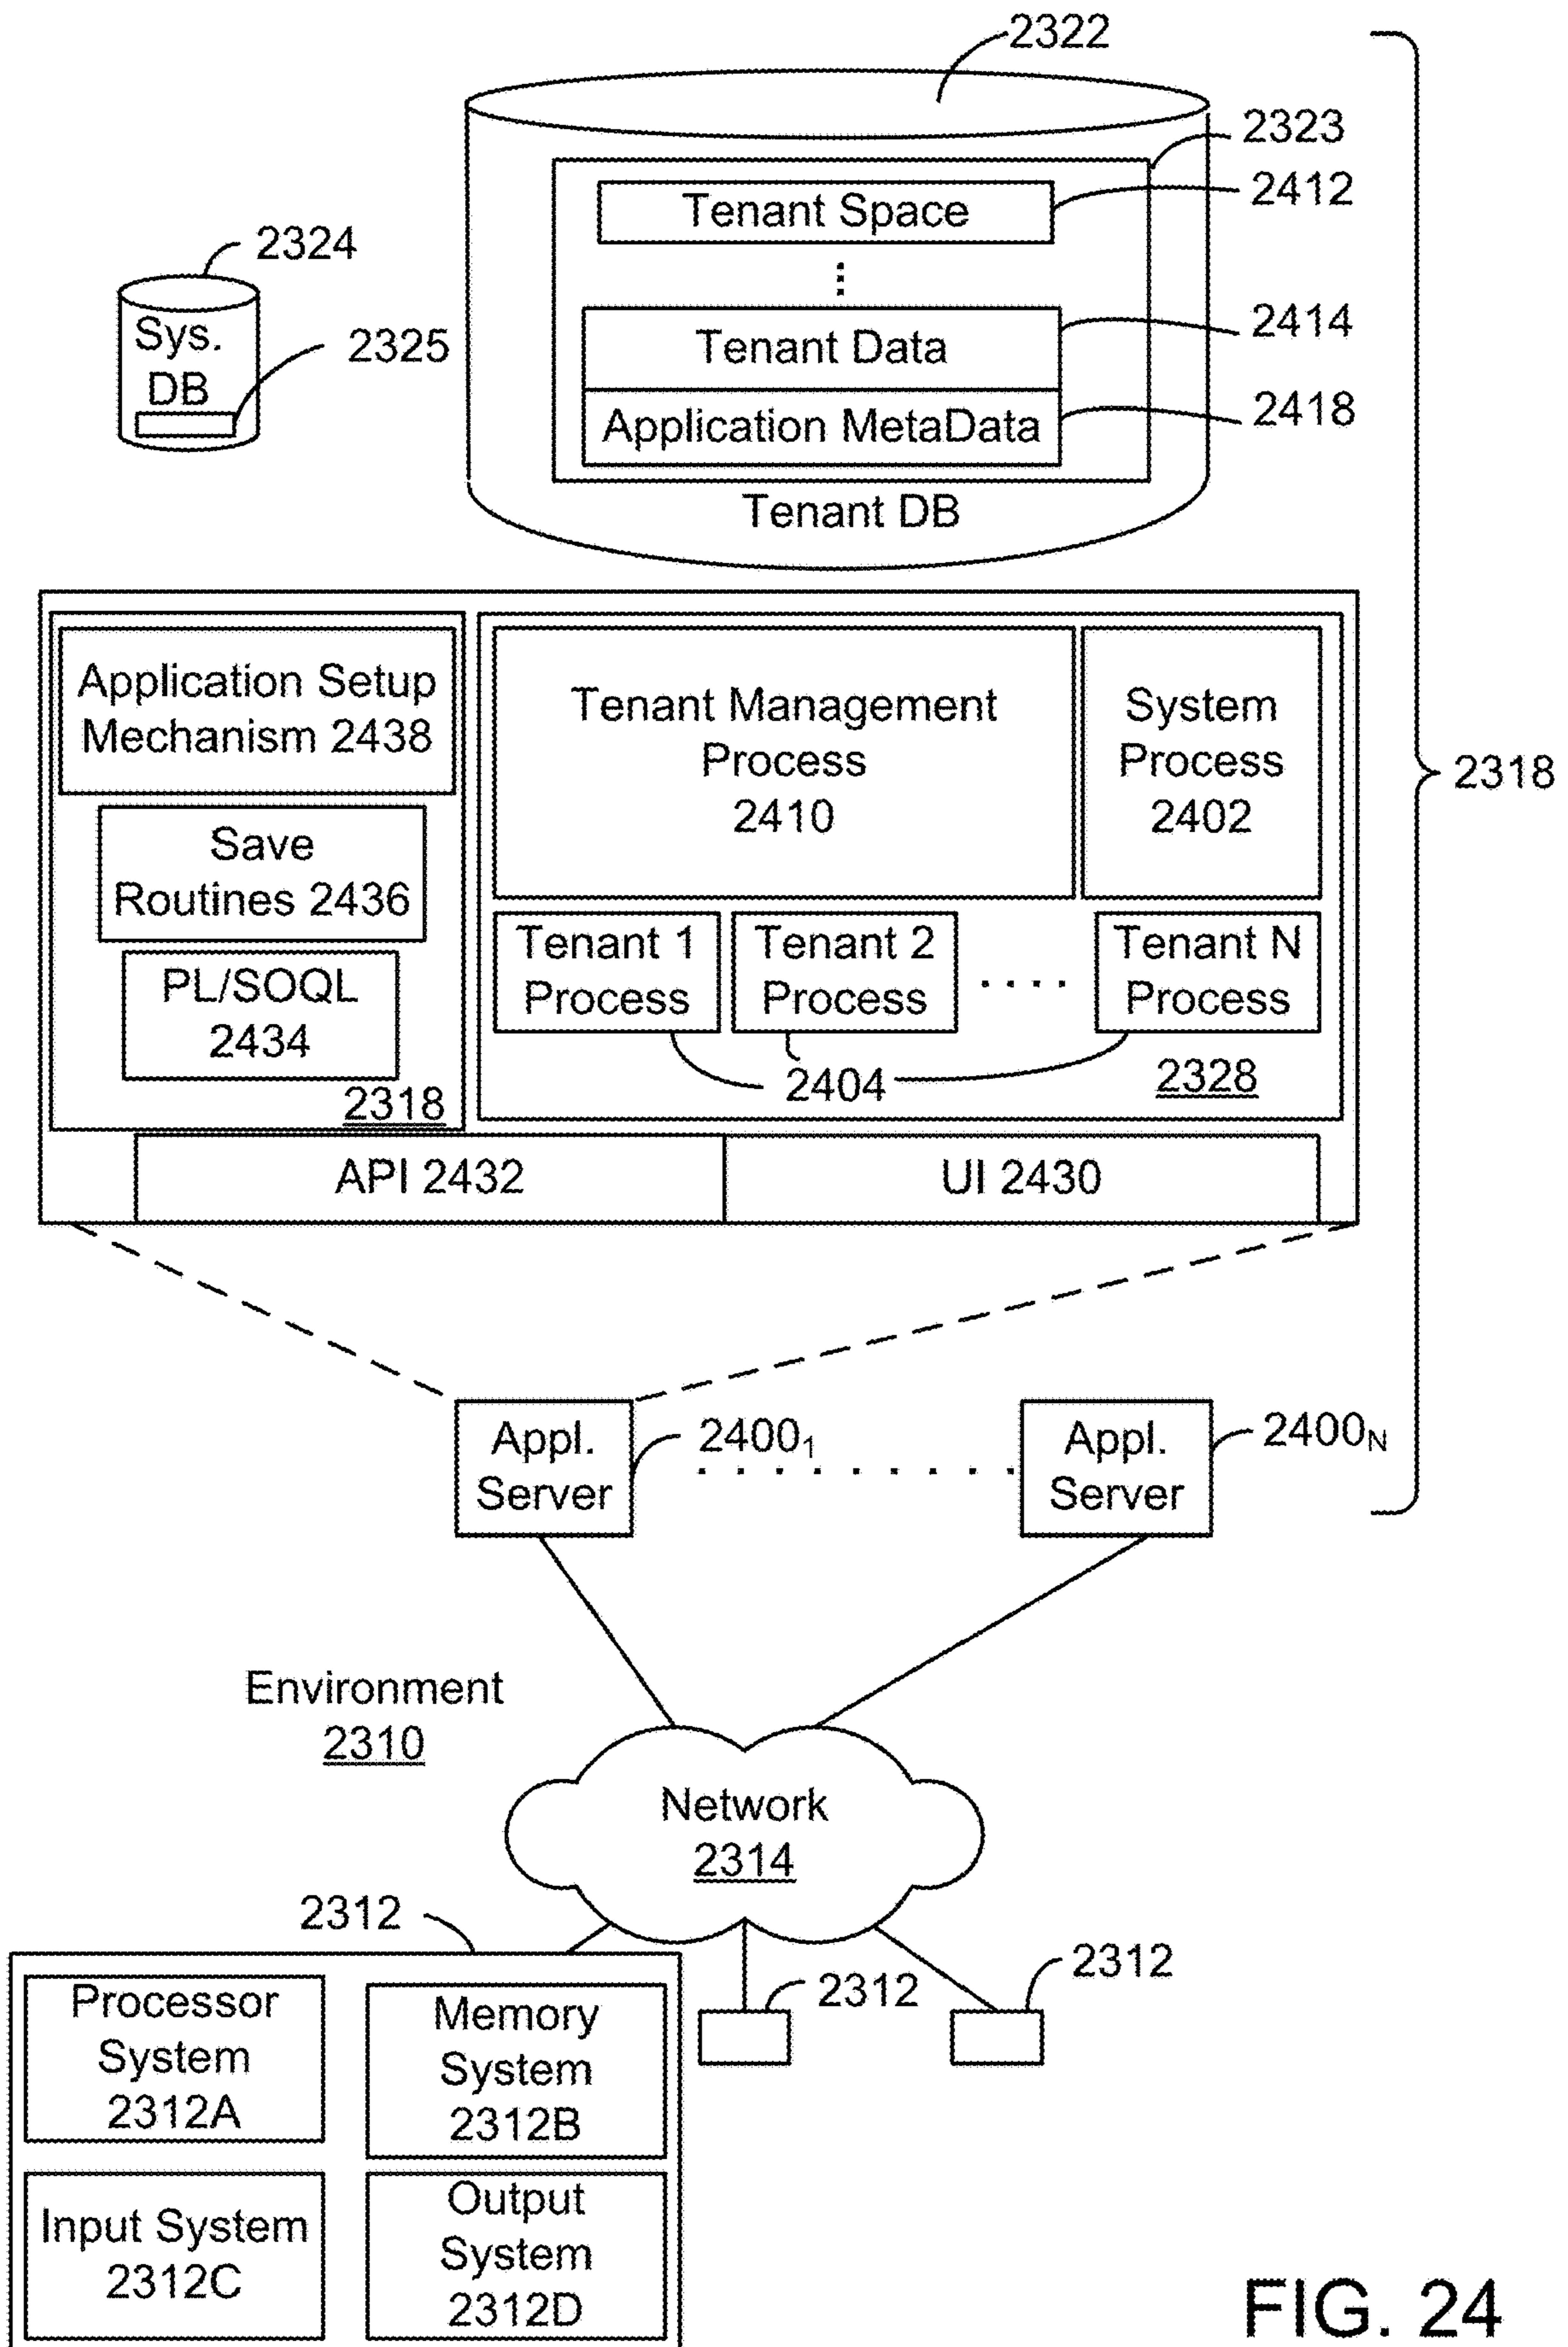 2322
2323
Tenant Space
2412
2324
Sys.
DB
2325
Tenant Data
2414
Application MetaData
2418
Tenant DB
Application Setup
Mechanism 2438
Save
Routines 2436
PL/SOQL
2434
2318
Tenant Management
Process
2410
System
Process
2402
Tenant 1
Process
Tenant 2
Process
. . . .
Tenant N
Process
2404
2328
2318
API 2432
UI 2430
Appl.
Server
2400₁
Appl.
Server
2400N
Environment
2310
Network
2314
2312
2312
2312
Processor
System
2312A
Memory
System
2312B
Input System
2312C
Output
System
2312D
FIG. 24